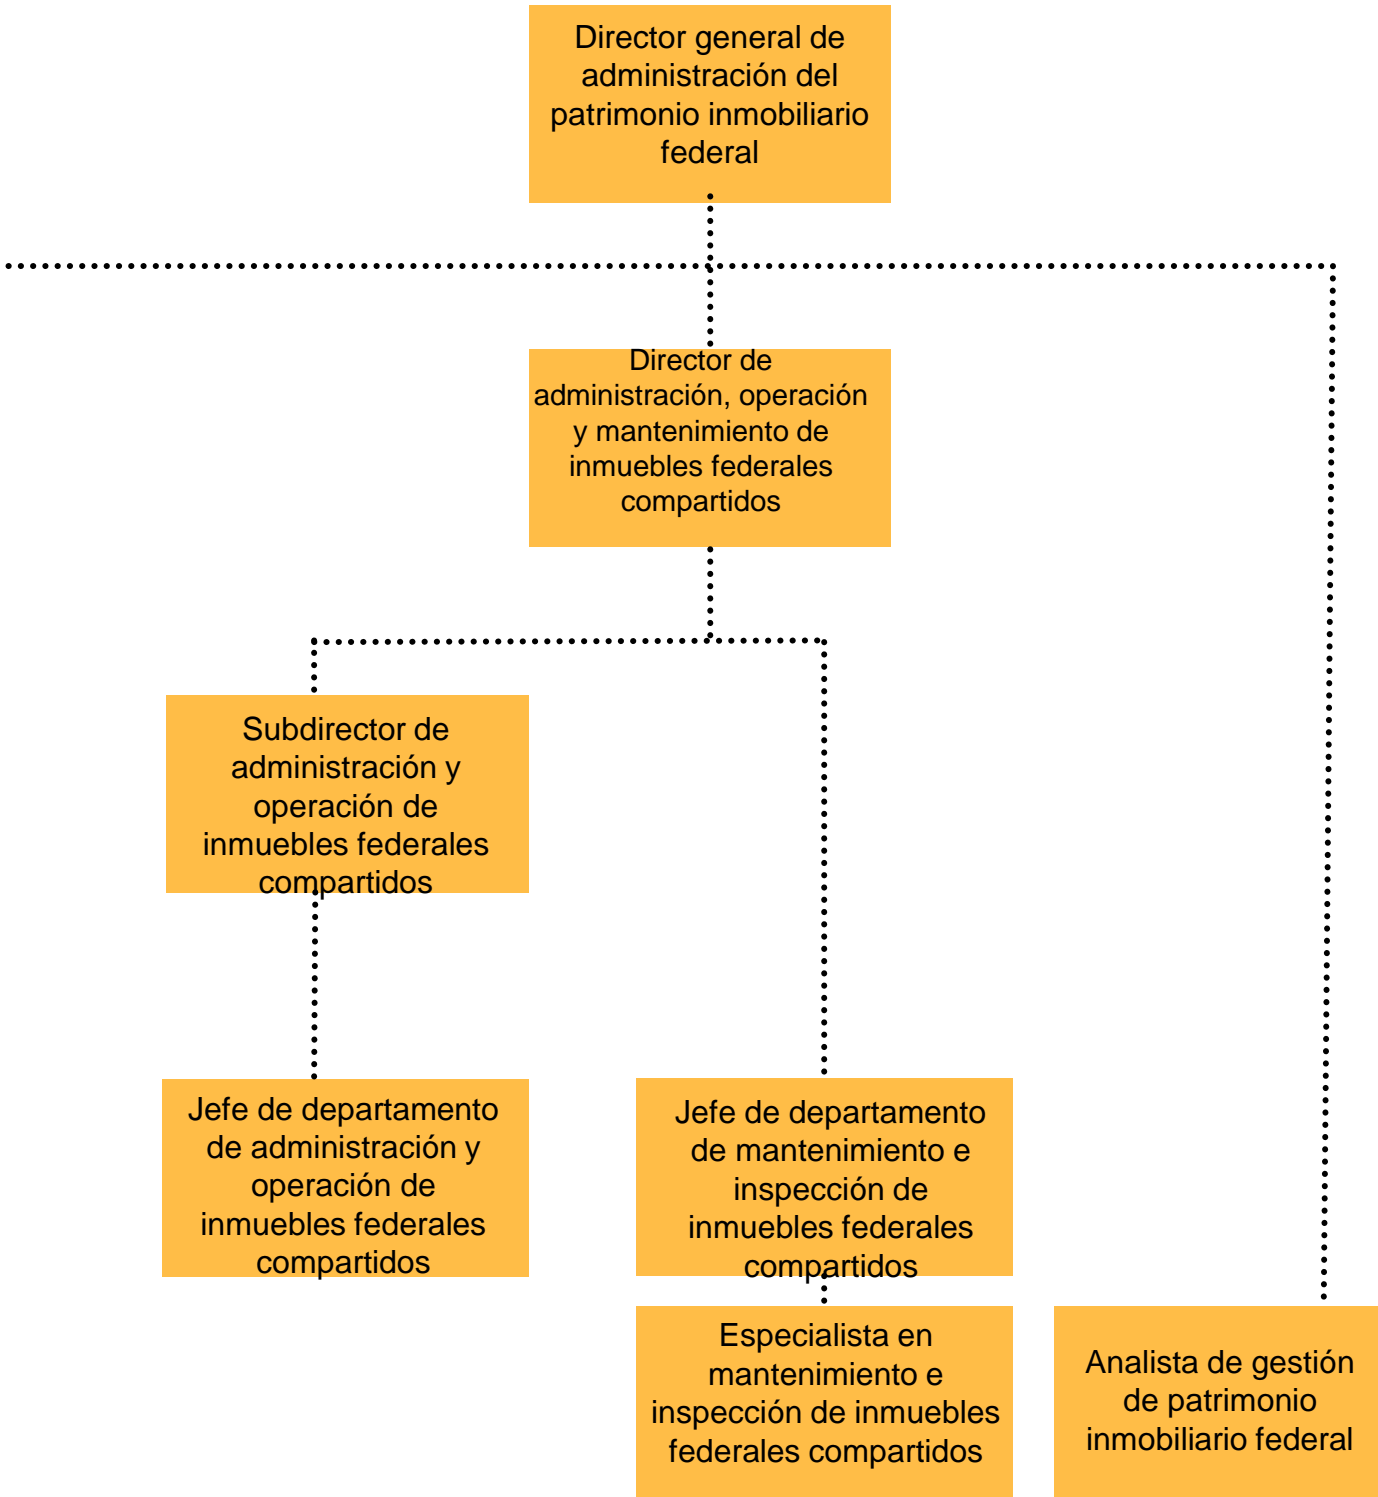 Director general de
administración del
patrimonio inmobiliario
federal
Director de
administración, operación
y mantenimiento de
inmuebles federales
compartidos
Subdirector de
administración y
operación de
inmuebles federales
compartidos
Jefe de departamento
de administración y
operación de
inmuebles federales
compartidos
Jefe de departamento
de mantenimiento e
inspección de
inmuebles federales
compartidos
Especialista en
mantenimiento e
inspección de inmuebles
federales compartidos
Analista de gestión
de patrimonio
inmobiliario federal